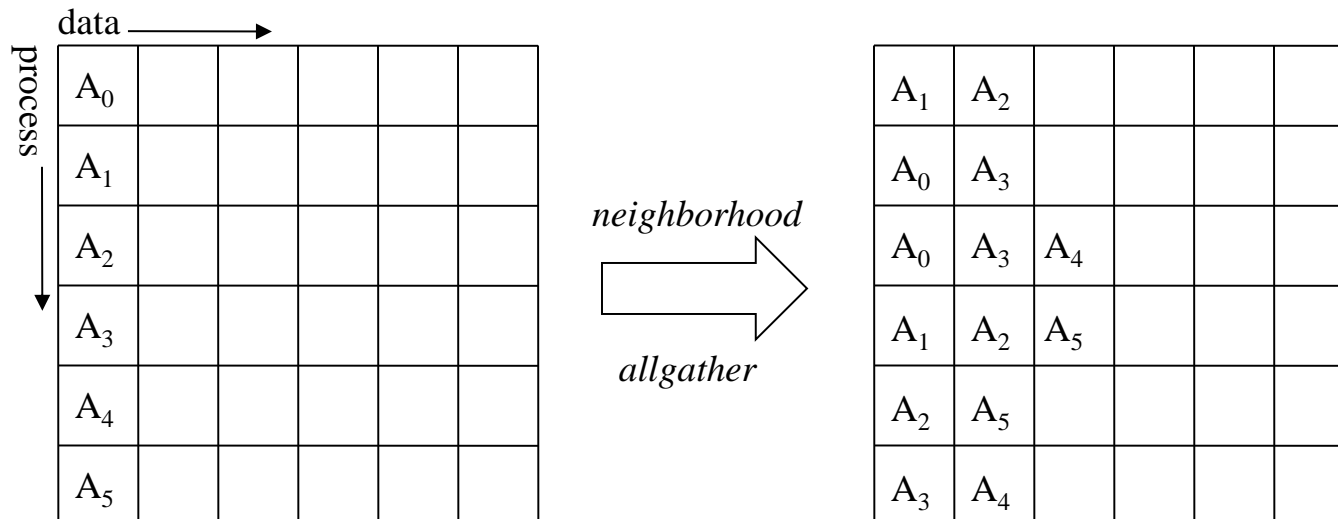 data
process
A₀
A₁
A₂
A₃
A₄
A₅
neighborhood
allgather
A₁ A₂
A₀ A₃
A₀ A₃ A₄
A₁ A₂ A₅
A₂ A₅
A₃ A₄